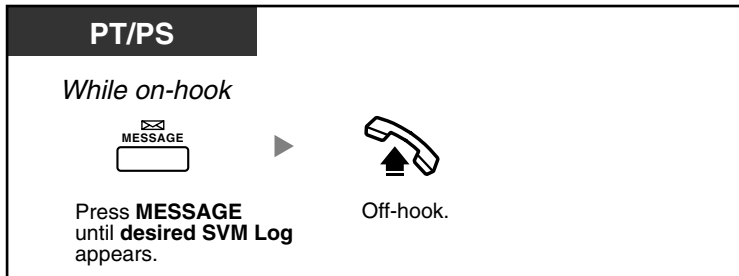 PT/PS
While on-hook
MESSAGE
Press MESSAGE
until desired SVM Log
appears.
Off-hook.